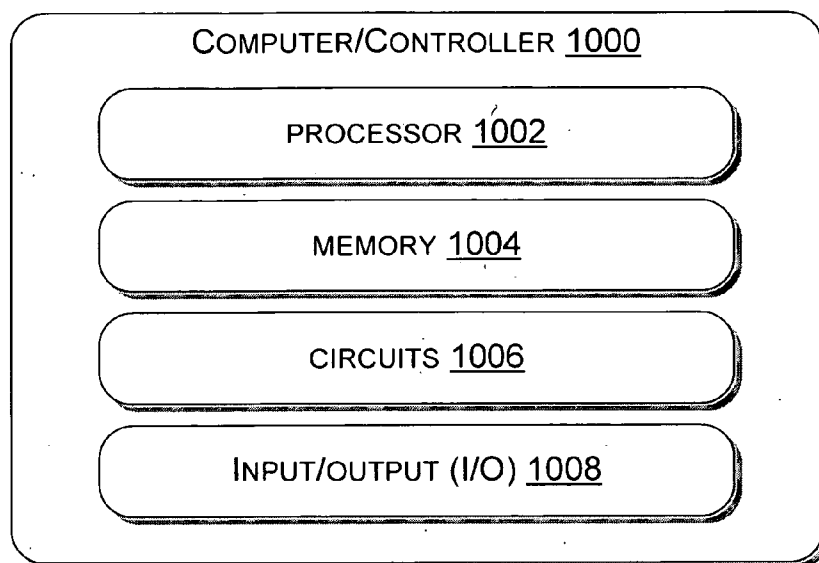 COMPUTER/CONTROLLER 1000
PROCESSOR 1002
MEMORY 1004
CIRCUITS 1006
INPUT/OUTPUT (I/O) 1008